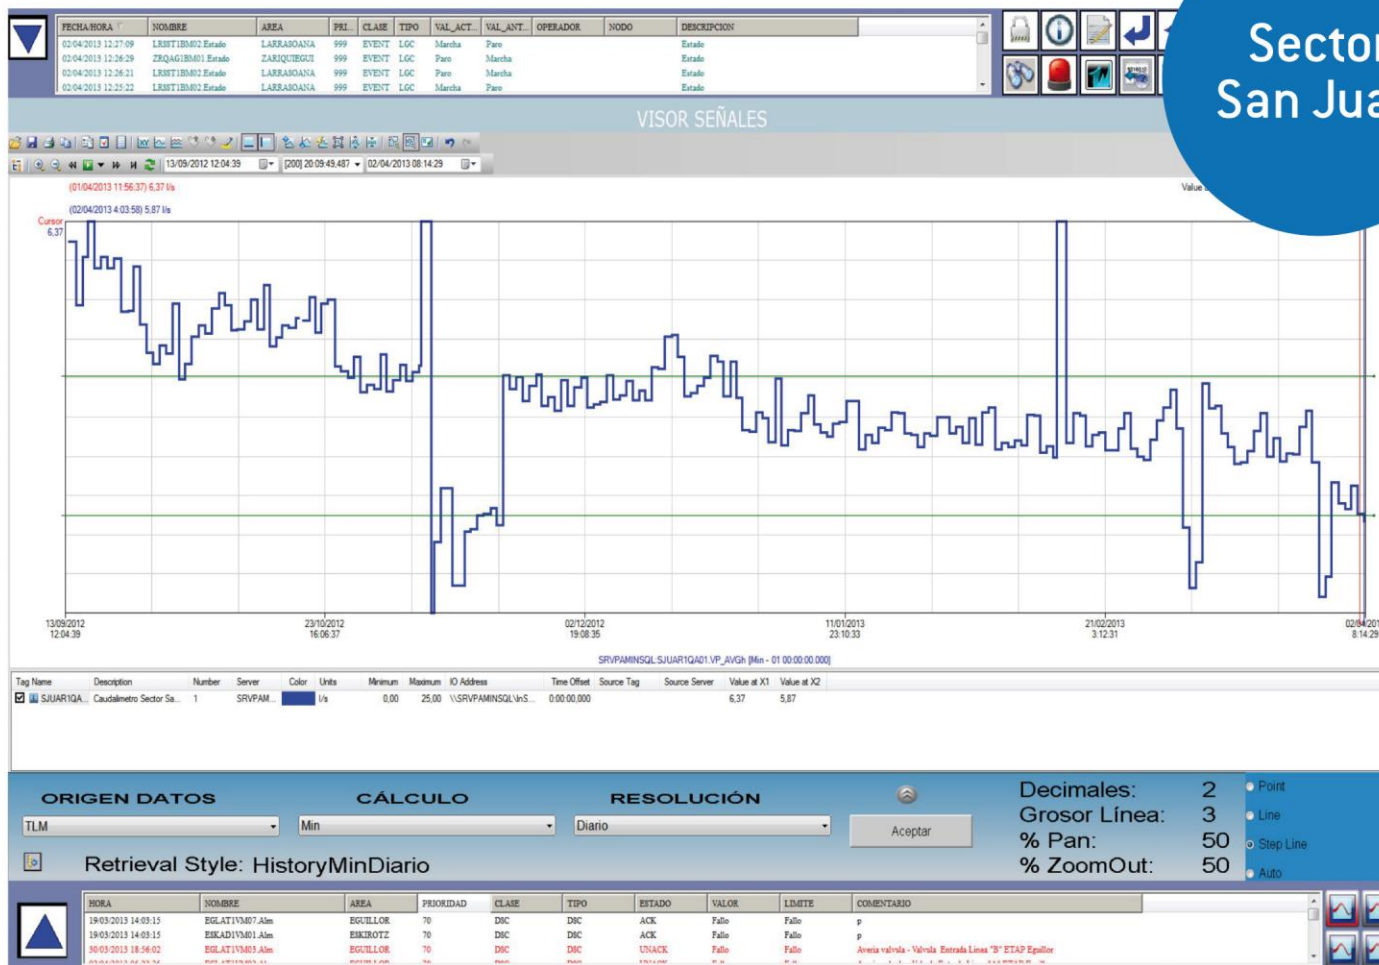 Sector
San Jua
FECHA/HORA NOMBRE AREA PRI... CLASE TIPO VAL_ACT... VAL_ANT... OPERADOR NODO DESCRIPCION
02/04/2013 12:27:09 LRSST1BM02.Estado LARRASOANA 999 EVENT LGC Marcha Paro Estado
02/04/2013 12:26:29 ZRQAG1BM01.Estado ZARIQUIEGUI 999 EVENT LGC Paro Marcha Estado
02/04/2013 12:26:21 LRSST1BM02.Estado LARRASOANA 999 EVENT LGC Paro Marcha Estado
02/04/2013 12:25:22 LRSST1BM02.Estado LARRASOANA 999 EVENT LGC Marcha Paro Estado
VISOR SEÑALES
13/09/2012 12:04:39 [200] 20:09:49,487 02/04/2013 08:14:29
(01/04/2013 11:56:37) 6,37 l/s
Value
(02/04/2013 4:03:58) 5,87 l/s
Cursor
6,37
13/09/2012 23/10/2012 02/12/2012 11/01/2013 21/02/2013 02/04/201
12:04:39 16:06:37 19:08:35 23:10:33 3:12:31 8:14:29
SRVPAMINSQL:SJUAR1QA01.VP_AVGh [Min - 01 00:00:00.000]
Tag Name Description Number Server Color Units Minimum Maximum IO Address Time Offset Source Tag Source Server Value at X1 Value at X2
SJUAR1QA... Caudalimetro Sector Sa... 1 SRVPAM... l/s 0,00 25,00 \\SRVPAMINSQL\InS... 0:00:00,000 6,37 5,87
ORIGEN DATOS CÁLCULO RESOLUCIÓN
TLM Min Diario Aceptar
Retrieval Style: HistoryMinDiario
Decimales: 2
Grosor Línea: 3
% Pan: 50
% ZoomOut: 50
Point
Line
Step Line
Auto
HORA NOMBRE AREA PRIORIDAD CLASE TIPO ESTADO VALOR LIMITE COMENTARIO
19/03/2013 14:03:15 EGLAT1VM07.Alm EGUILLOR 70 DSC DSC ACK Fallo Fallo p
19/03/2013 14:03:15 ESKAD1VM01.Alm ESKIROTZ 70 DSC DSC ACK Fallo Fallo p
30/03/2013 18:56:02 EGLAT1VM03.Alm EGUILLOR 70 DSC DSC UNACK Fallo Fallo Averia valvula - Valvula Entrada Linea "B" ETAP Eguillor